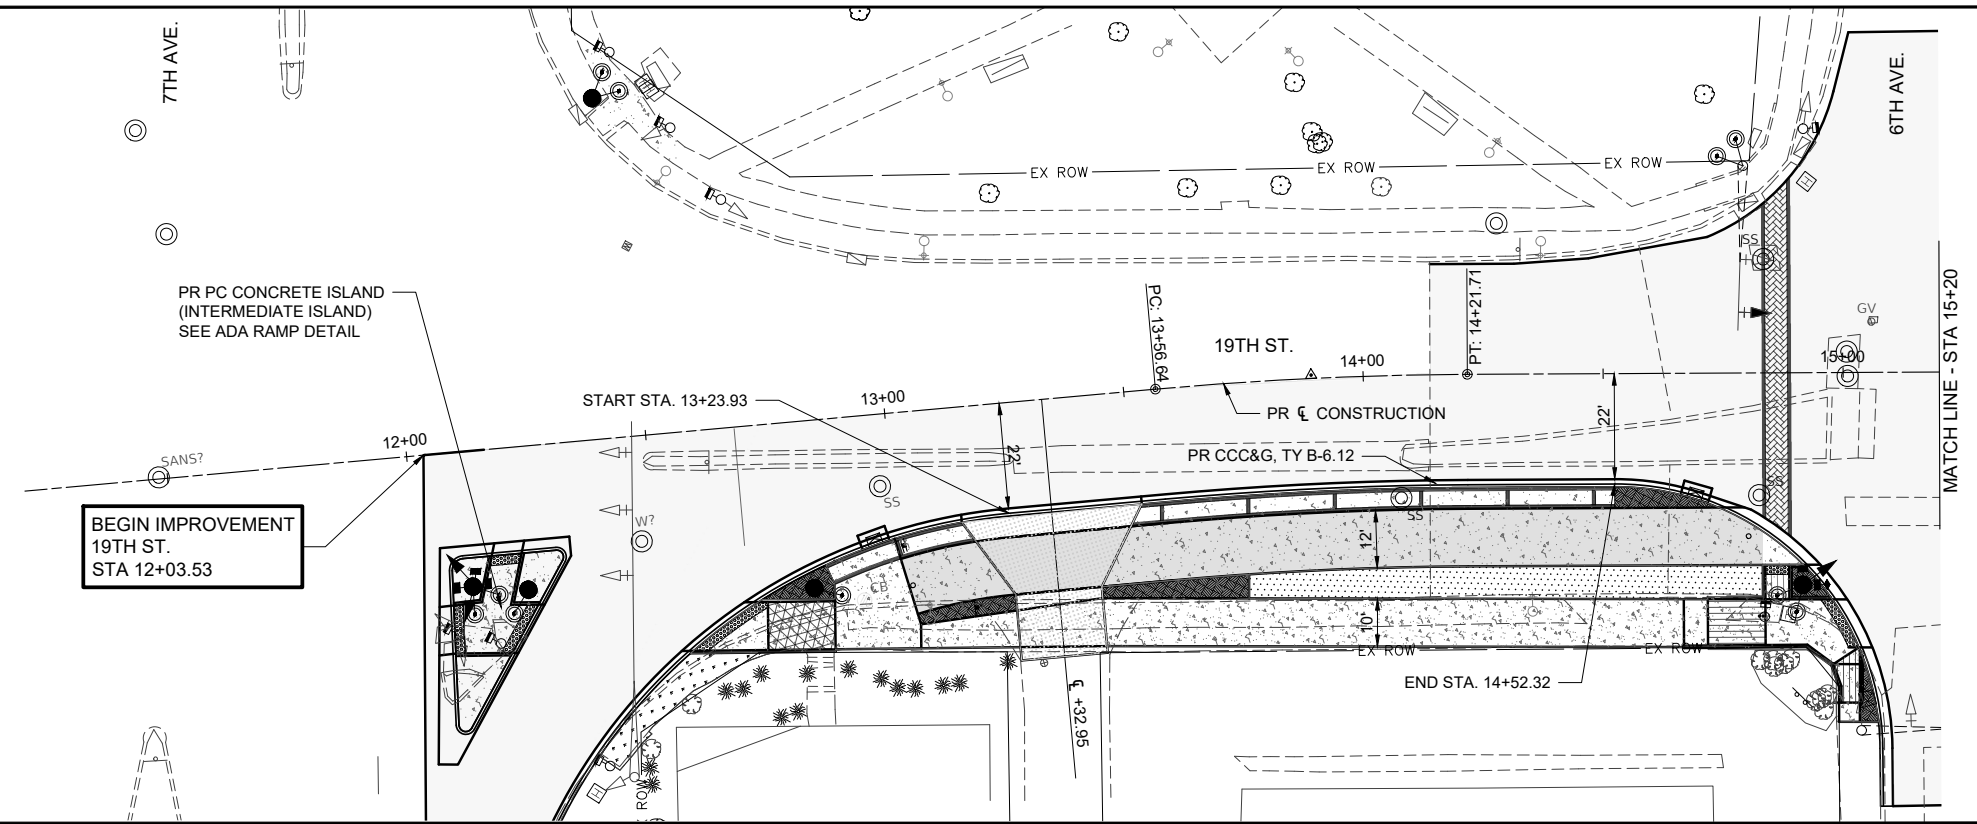 7TH AVE.
6TH AVE.
EX ROW
EX ROW
EX ROW
SS
GV
PR PC CONCRETE ISLAND
(INTERMEDIATE ISLAND)
SEE ADA RAMP DETAIL
PC: 13+56.64
PT: 14+21.71
19TH ST.
14+00
15+00
MATCH LINE - STA 15+20
START STA. 13+23.93
13+00
PR ℄ CONSTRUCTION
22'
12+00
22'
PR CCC&G, TY B-6.12
SANS?
SS
SS
SS
W?
BEGIN IMPROVEMENT
19TH ST.
STA 12+03.53
12'
CB
10'
EX ROW
EX ROW
END STA. 14+52.32
℄ +32.95
ROW
H
H